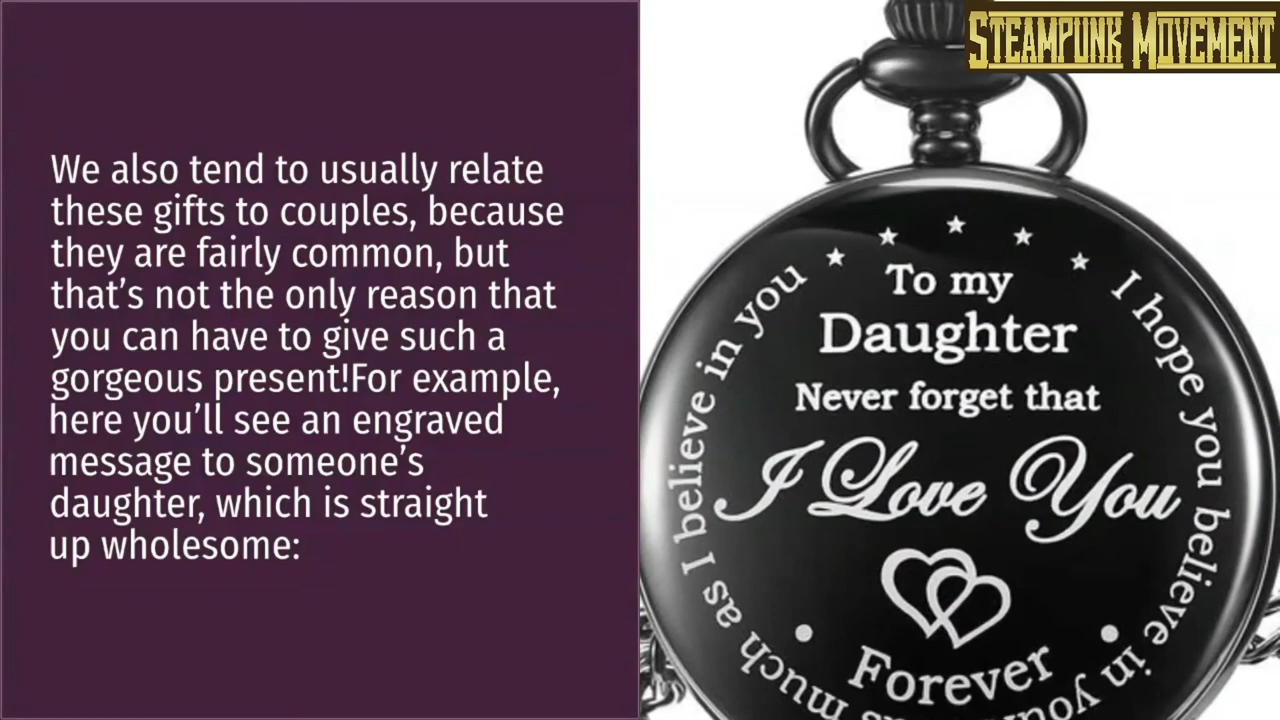 We also tend to usually relate
these gifts to couples, because
they are fairly common, but
that’s not the only reason that
you can have to give such a
gorgeous present!For example,
here you’ll see an engraved
message to someone’s
daughter, which is straight
up wholesome:
STEAMPUNK MOVEMENT
To my
Daughter
Never forget that
I Love You
Forever
I hope you believe in you
much as I believe in you